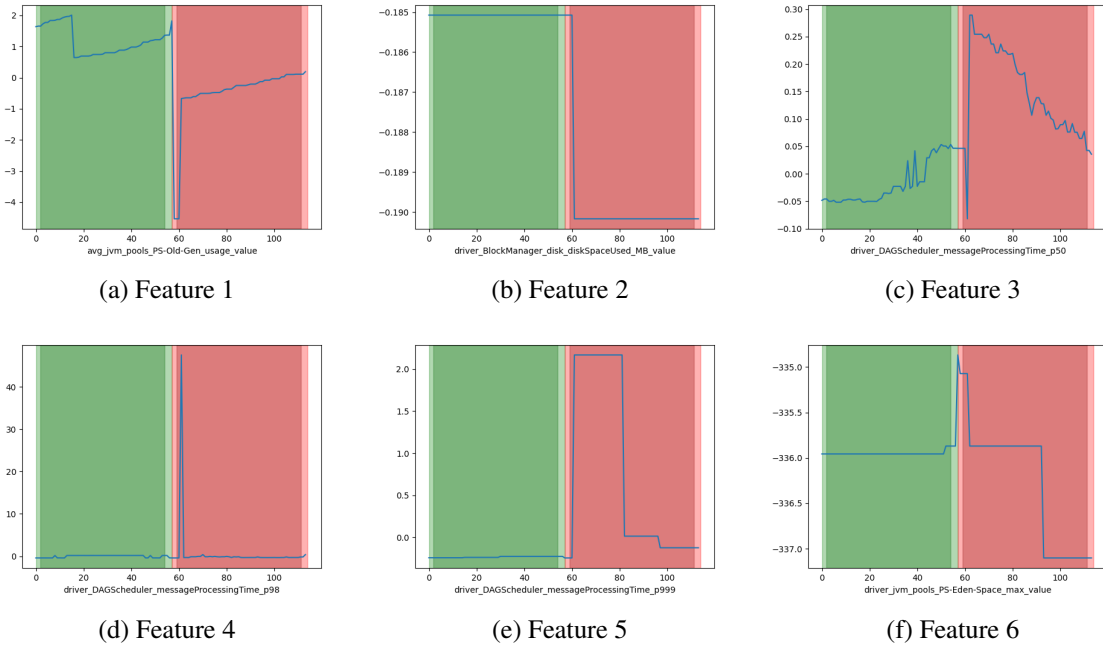 2
1
0
−1
−2
−3
−4
0 20 40 60 80 100
avg_jvm_pools_PS-Old-Gen_usage_value
(a) Feature 1
−0.185
−0.186
−0.187
−0.188
−0.189
−0.190
0 20 40 60 80 100
driver_BlockManager_disk_diskSpaceUsed_MB_value
(b) Feature 2
0.30
0.25
0.20
0.15
0.10
0.05
0.00
−0.05
−0.10
0 20 40 60 80 100
driver_DAGScheduler_messageProcessingTime_p50
(c) Feature 3
40
30
20
10
0
0 20 40 60 80 100
driver_DAGScheduler_messageProcessingTime_p98
(d) Feature 4
2.0
1.5
1.0
0.5
0.0
0 20 40 60 80 100
driver_DAGScheduler_messageProcessingTime_p999
(e) Feature 5
−335.0
−335.5
−336.0
−336.5
−337.0
0 20 40 60 80 100
driver_jvm_pools_PS-Eden-Space_max_value
(f) Feature 6